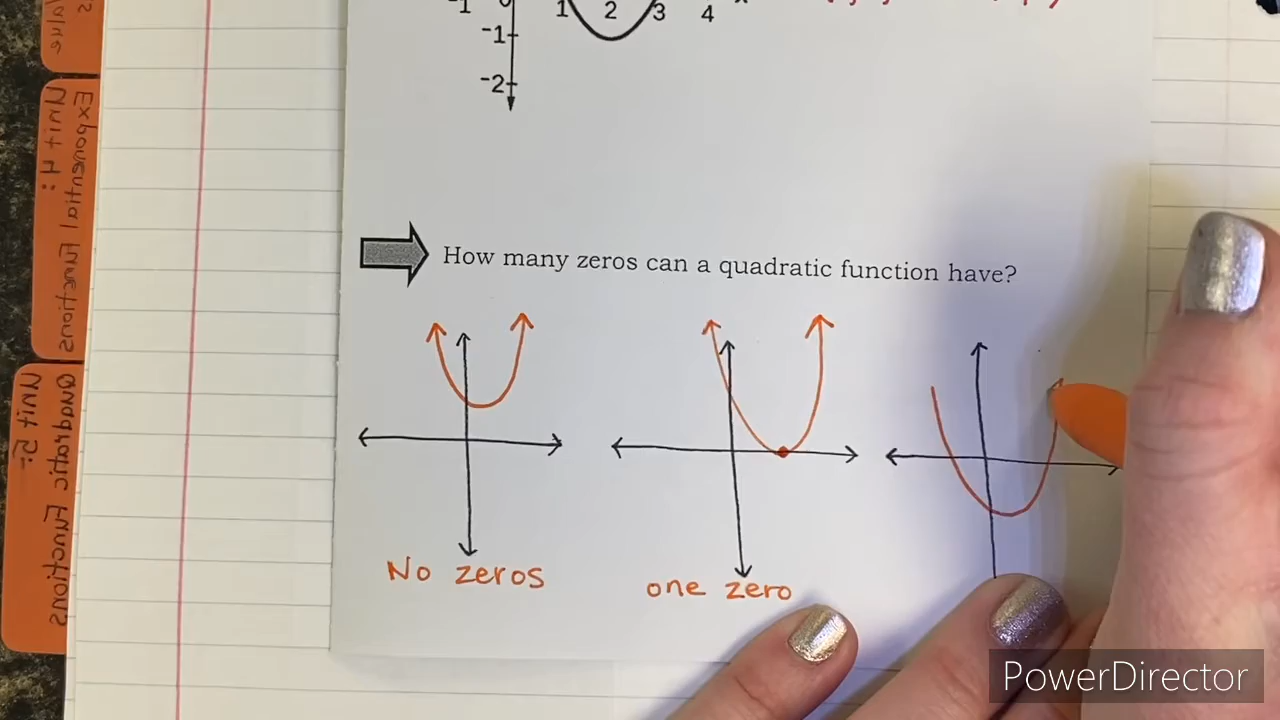 -1 0 1 2 3 4 x
-1
-2
Exponential Functions
Unit 4:
Quadratic Functions
Unit 5:
How many zeros can a quadratic function have?
No zeros
one zero
PowerDirector